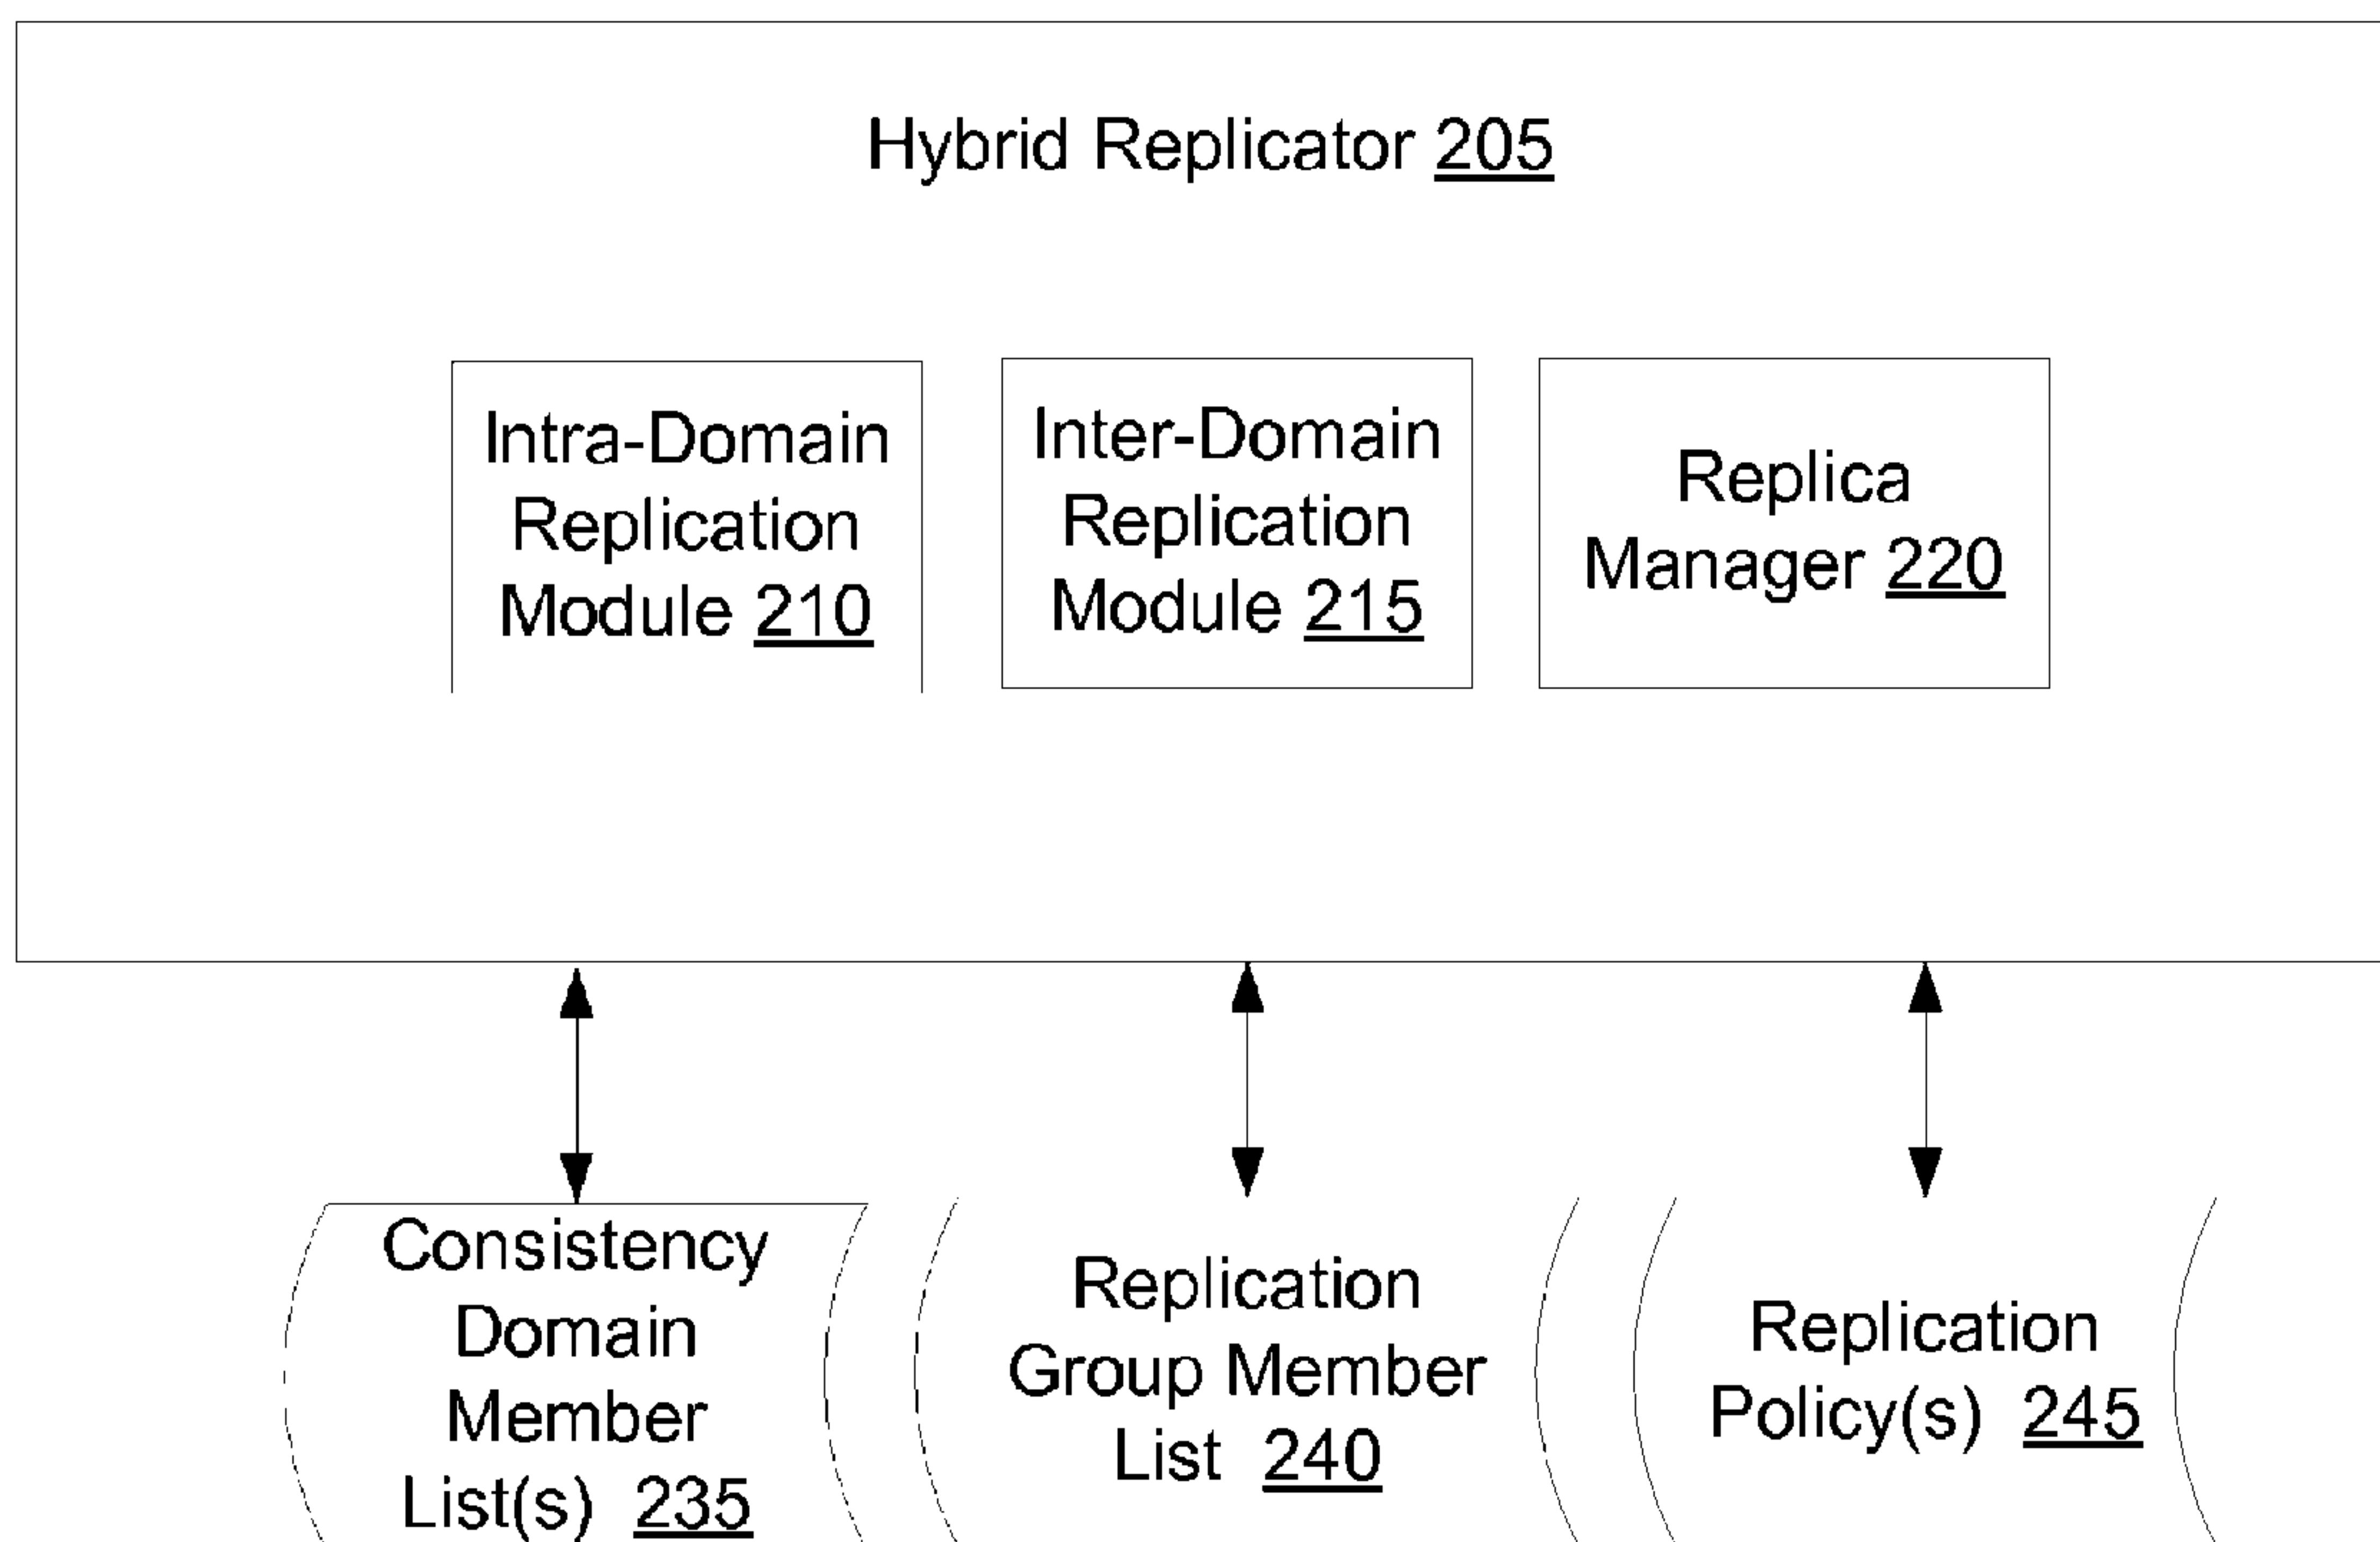 Hybrid Replicator 205
Intra-Domain
Replication
Module 210
Inter-Domain
Replication
Module 215
Replica
Manager 220
Consistency
Domain
Member
List(s) 235
Replication
Group Member
List 240
Replication
Policy(s) 245